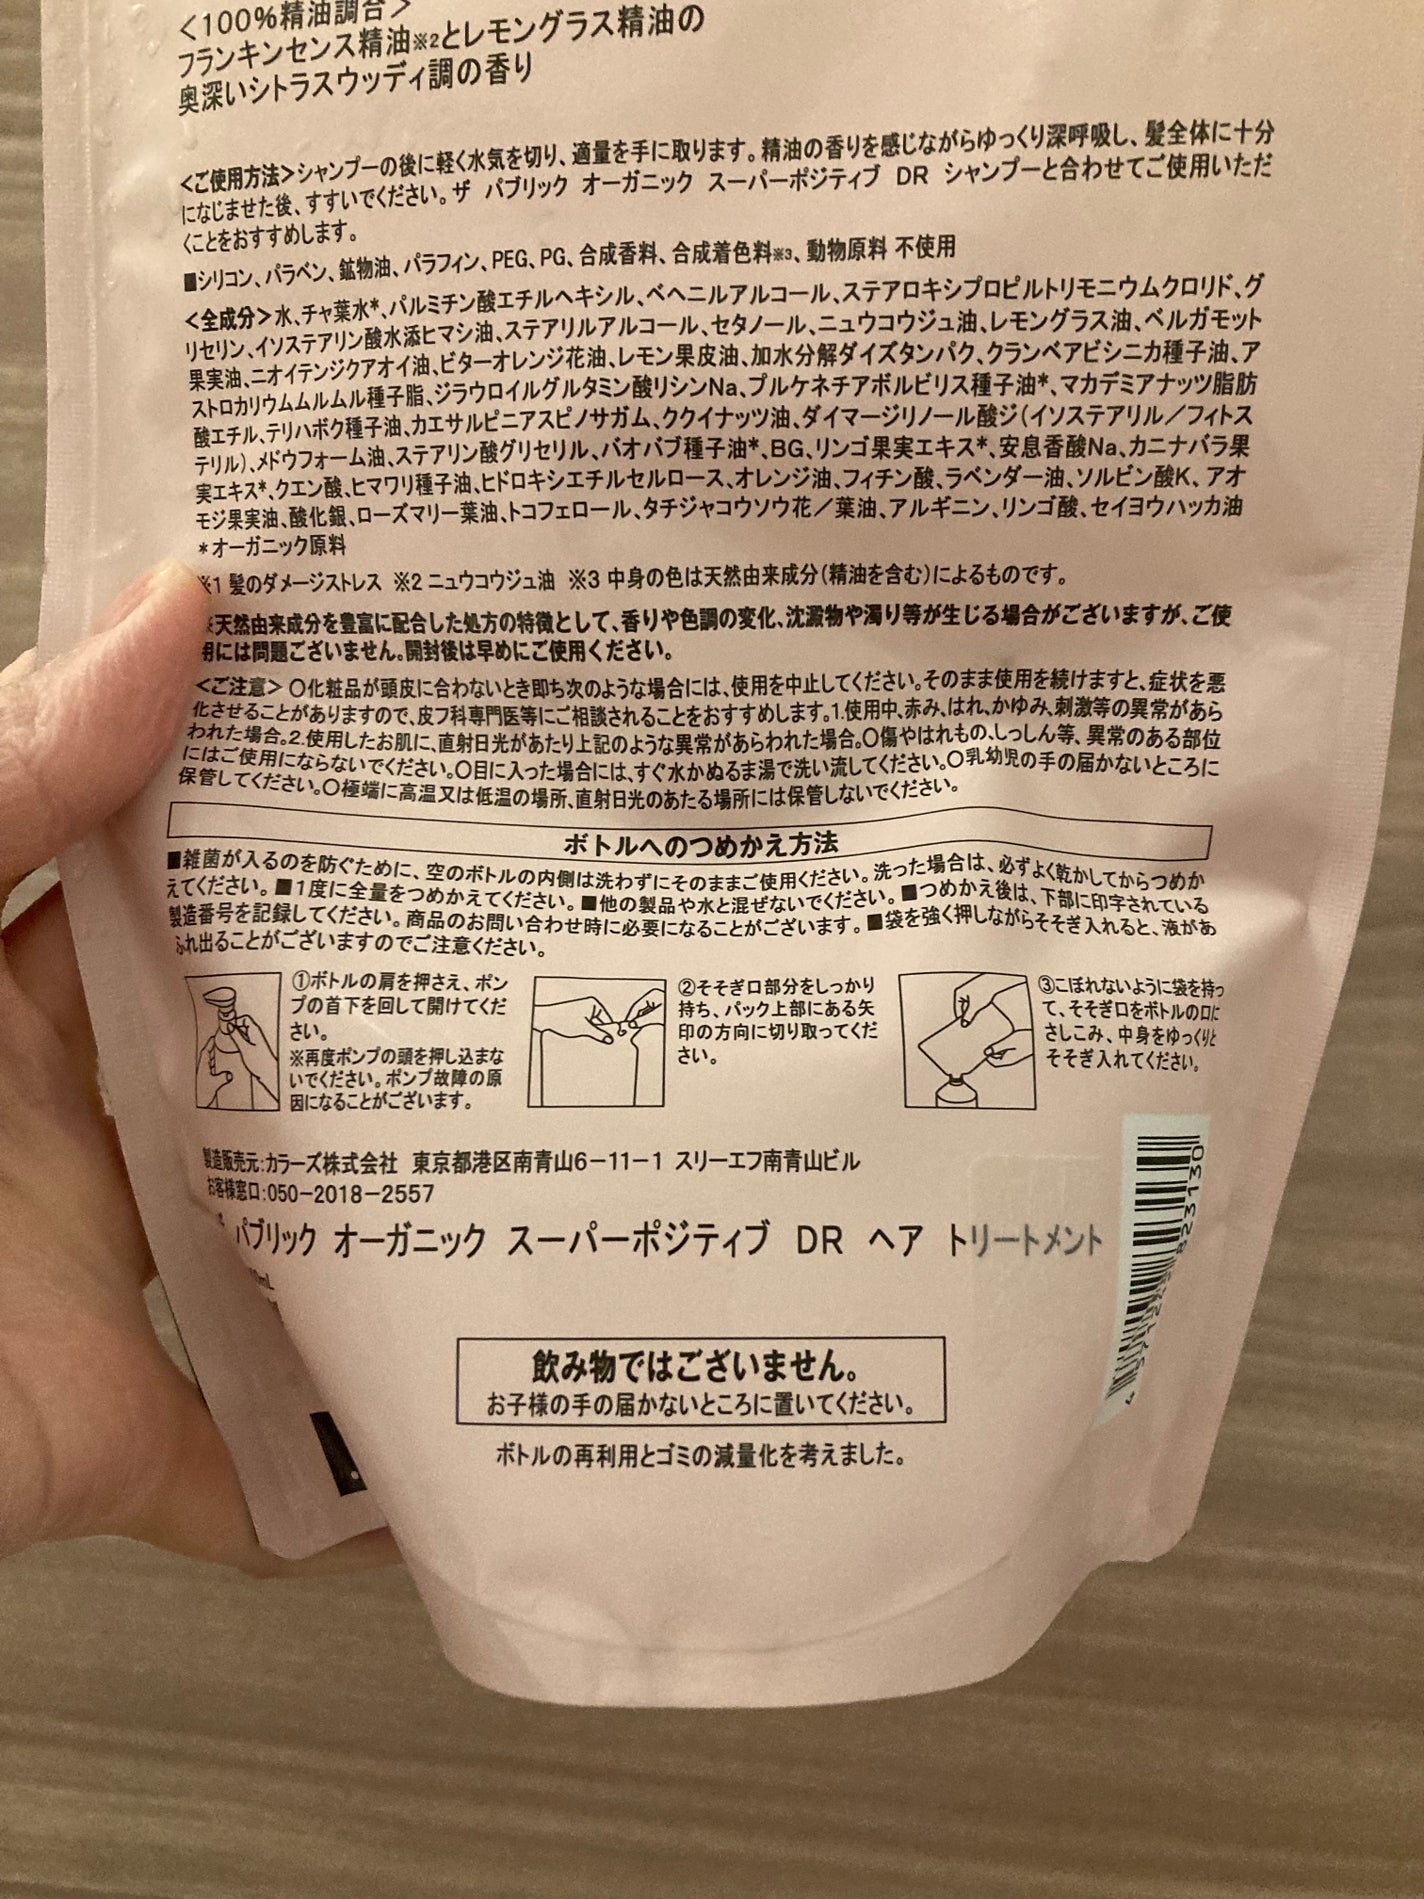 <100%精油調合>
フランキンセンス精油※2とレモングラス精油の
奥深いシトラスウッディ調の香り
<ご使用方法>シャンプーの後に軽く水気を切り、適量を手に取ります。精油の香りを感じながらゆっくり深呼吸し、髪全体に十分
になじませた後、すすいでください。ザ パブリック オーガニック スーパーポジティブ DR シャンプーと合わせてご使用いただ
くことをおすすめします。
■シリコン、パラベン、鉱物油、パラフィン、PEG、PG、合成香料、合成着色料※3、動物原料 不使用
<全成分>水、チャ葉水*、パルミチン酸エチルヘキシル、ベヘニルアルコール、ステアロキシプロピルトリモニウムクロリド、グ
リセリン、イソステアリン酸水添ヒマシ油、ステアリルアルコール、セタノール、ニュウコウジュ油、レモングラス油、ベルガモット
果実油、ニオイテンジクアオイ油、ビターオレンジ花油、レモン果皮油、加水分解ダイズタンパク、クランベアビシニカ種子油、ア
ストロカリウムムルムル種子脂、ジラウロイルグルタミン酸リシンNa、プルケネチアボルビリス種子油*、マカデミアナッツ脂肪
酸エチル、テリハボク種子油、カエサルピニアスピノサガム、ククイナッツ油、ダイマージリノール酸ジ(イソステアリル/フィトス
テリル)、メドウフォーム油、ステアリン酸グリセリル、バオバブ種子油*、BG、リンゴ果実エキス*、安息香酸Na、カニナバラ果
実エキス*、クエン酸、ヒマワリ種子油、ヒドロキシエチルセルロース、オレンジ油、フィチン酸、ラベンダー油、ソルビン酸K、アオ
モジ果実油、酸化銀、ローズマリー葉油、トコフェロール、タチジャコウソウ花/葉油、アルギニン、リンゴ酸、セイヨウハッカ油
*オーガニック原料
※1 髪のダメージストレス ※2 ニュウコウジュ油 ※3 中身の色は天然由来成分(精油を含む)によるものです。
※天然由来成分を豊富に配合した処方の特徴として、香りや色調の変化、沈澱物や濁り等が生じる場合がございますが、ご使
用には問題ございません。開封後は早めにご使用ください。
<ご注意>○化粧品が頭皮に合わないとき即ち次のような場合には、使用を中止してください。そのまま使用を続けますと、症状を悪
化させることがありますので、皮フ科専門医等にご相談されることをおすすめします。1.使用中、赤み、はれ、かゆみ、刺激等の異常があら
われた場合。2.使用したお肌に、直射日光があたり上記のような異常があらわれた場合。○傷やはれもの、しっしん等、異常のある部位
にはご使用にならないでください。○目に入った場合には、すぐ水かぬるま湯で洗い流してください。○乳幼児の手の届かないところに
保管してください。○極端に高温又は低温の場所、直射日光のあたる場所には保管しないでください。
ボトルへのつめかえ方法
■雑菌が入るのを防ぐために、空のボトルの内側は洗わずにそのままご使用ください。洗った場合は、必ずよく乾かしてからつめか
えてください。■1度に全量をつめかえてください。■他の製品や水と混ぜないでください。■つめかえ後は、下部に印字されている
製造番号を記録してください。商品のお問い合わせ時に必要になることがございます。■袋を強く押しながらそそぎ入れると、液があ
ふれ出ることがございますのでご注意ください。
①ボトルの肩を押さえ、ポン
プの首下を回して開けてくだ
さい。
※再度ポンプの頭を押し込まな
いでください。ポンプ故障の原
因になることがございます。
②そそぎ口部分をしっかり
持ち、パック上部にある矢
印の方向に切り取ってくだ
さい。
③こぼれないように袋を持っ
て、そそぎ口をボトルの口に
さしこみ、中身をゆっくりと
そそぎ入れてください。
製造販売元:カラーズ株式会社 東京都港区南青山6-11-1 スリーエフ南青山ビル
お客様窓口:050-2018-2557
パブリック オーガニック スーパーポジティブ DR ヘア トリートメント
飲み物ではございません。
お子様の手の届かないところに置いてください。
ボトルの再利用とゴミの減量化を考えました。